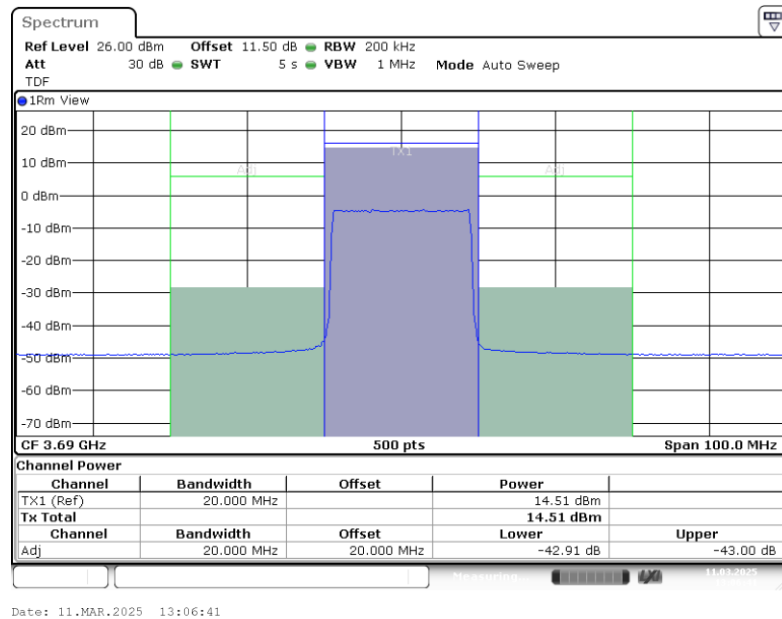 Spectrum
Ref Level 26.00 dBm Offset 11.50 dB RBW 200 kHz
Att 30 dB SWT 5 s VBW 1 MHz Mode Auto Sweep
TDF
1Rm View
20 dBm
TX1
10 dBm
Adj Adj
0 dBm
-10 dBm
-20 dBm
-30 dBm
-40 dBm
-50 dBm
-60 dBm
-70 dBm
CF 3.69 GHz 500 pts Span 100.0 MHz
Channel Power
Channel Bandwidth Offset Power
TX1 (Ref) 20.000 MHz 14.51 dBm
Tx Total 14.51 dBm
Channel Bandwidth Offset Lower Upper
Adj 20.000 MHz 20.000 MHz -42.91 dB -43.00 dB
Measuring LXI 11.03.2025
Date: 11.MAR.2025 13:06:41